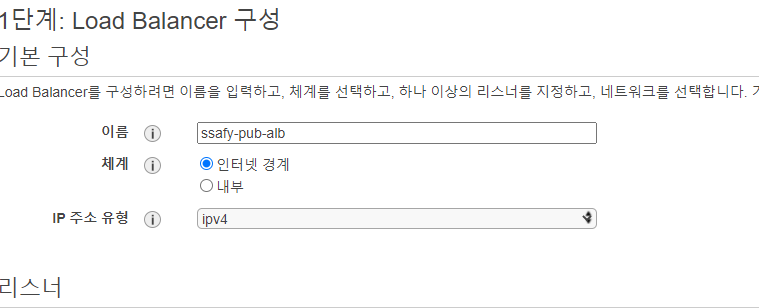 1단계: Load Balancer 구성
기본 구성
Load Balancer를 구성하려면 이름을 입력하고, 체계를 선택하고, 하나 이상의 리스너를 지정하고, 네트워크를 선택합니다.
이름 i ssafy-pub-alb
체계 i 인터넷 경계
내부
IP 주소 유형 i ipv4
리스너